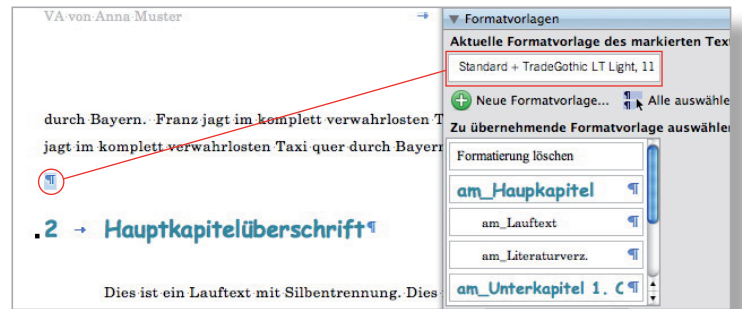 VA·von·Anna·Muster →
durch·Bayern.··Franz·jagt·im·komplett·verwahrlosten·T
jagt·im·komplett·verwahrlosten·Taxi·quer·durch·Bayern
¶
2 → Hauptkapitelüberschrift¶
Dies·ist·ein·Lauftext·mit·Silbentrennung.·Dies
▼ Formatvorlagen
Aktuelle Formatvorlage des markierten Tex
Standard + TradeGothic LT Light, 11
Neue Formatvorlage... Alle auswähle
Zu übernehmende Formatvorlage auswählen
Formatierung löschen
am_Haupkapitel ¶
am_Lauftext ¶
am_Literaturverz. ¶
am_Unterkapitel 1. ¶